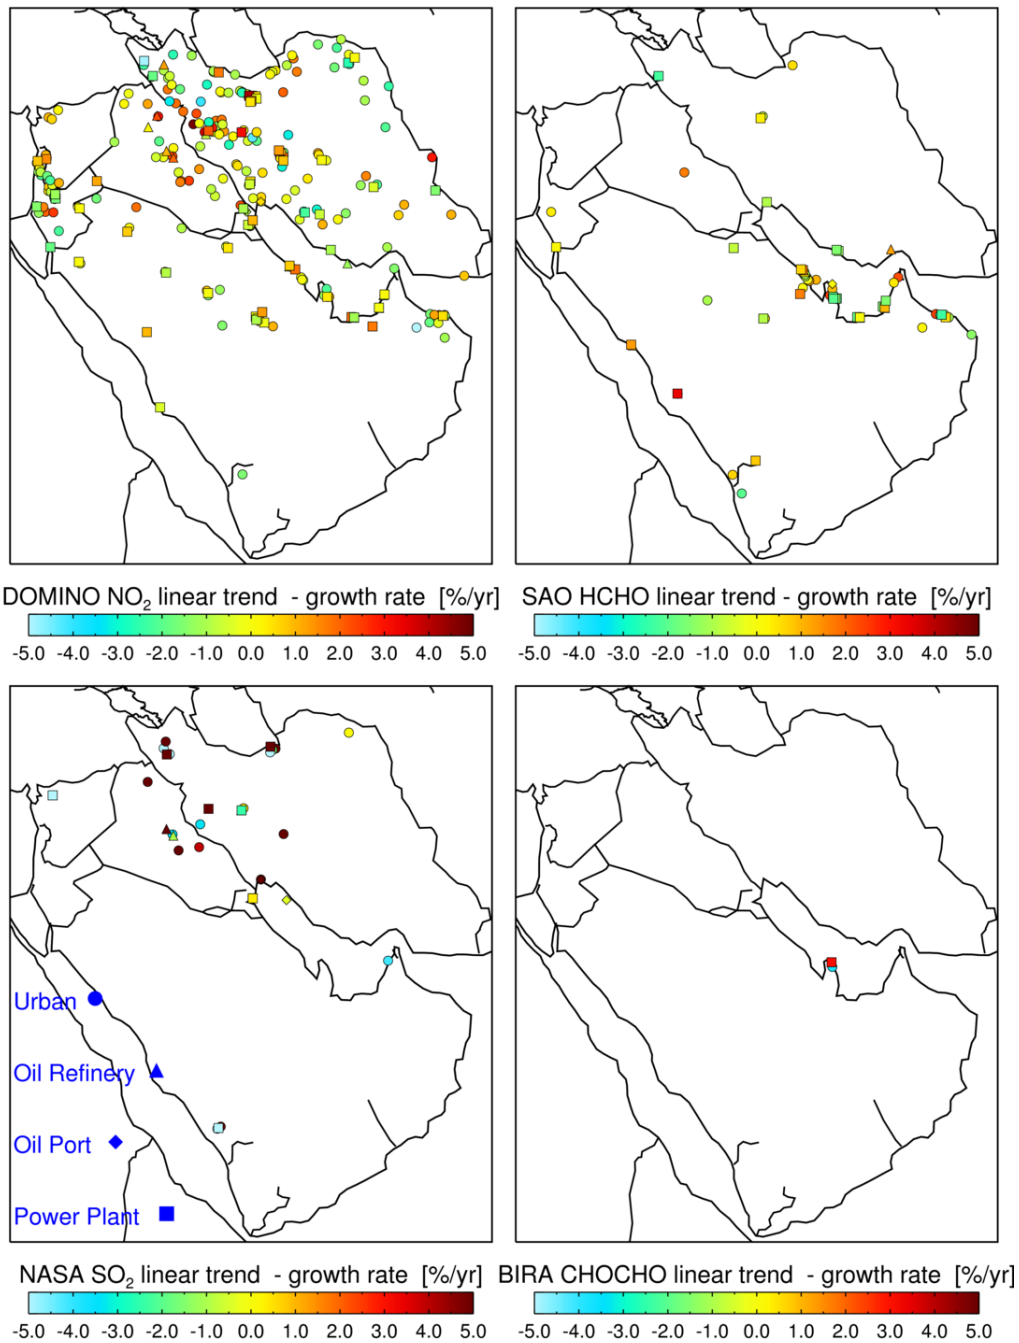 DOMINO NO₂ linear trend - growth rate [%/yr]
-5.0 -4.0 -3.0 -2.0 -1.0 0.0 1.0 2.0 3.0 4.0 5.0
SAO HCHO linear trend - growth rate [%/yr]
-5.0 -4.0 -3.0 -2.0 -1.0 0.0 1.0 2.0 3.0 4.0 5.0
Urban
Oil Refinery
Oil Port
Power Plant
NASA SO₂ linear trend - growth rate [%/yr]
-5.0 -4.0 -3.0 -2.0 -1.0 0.0 1.0 2.0 3.0 4.0 5.0
BIRA CHOCHO linear trend - growth rate [%/yr]
-5.0 -4.0 -3.0 -2.0 -1.0 0.0 1.0 2.0 3.0 4.0 5.0